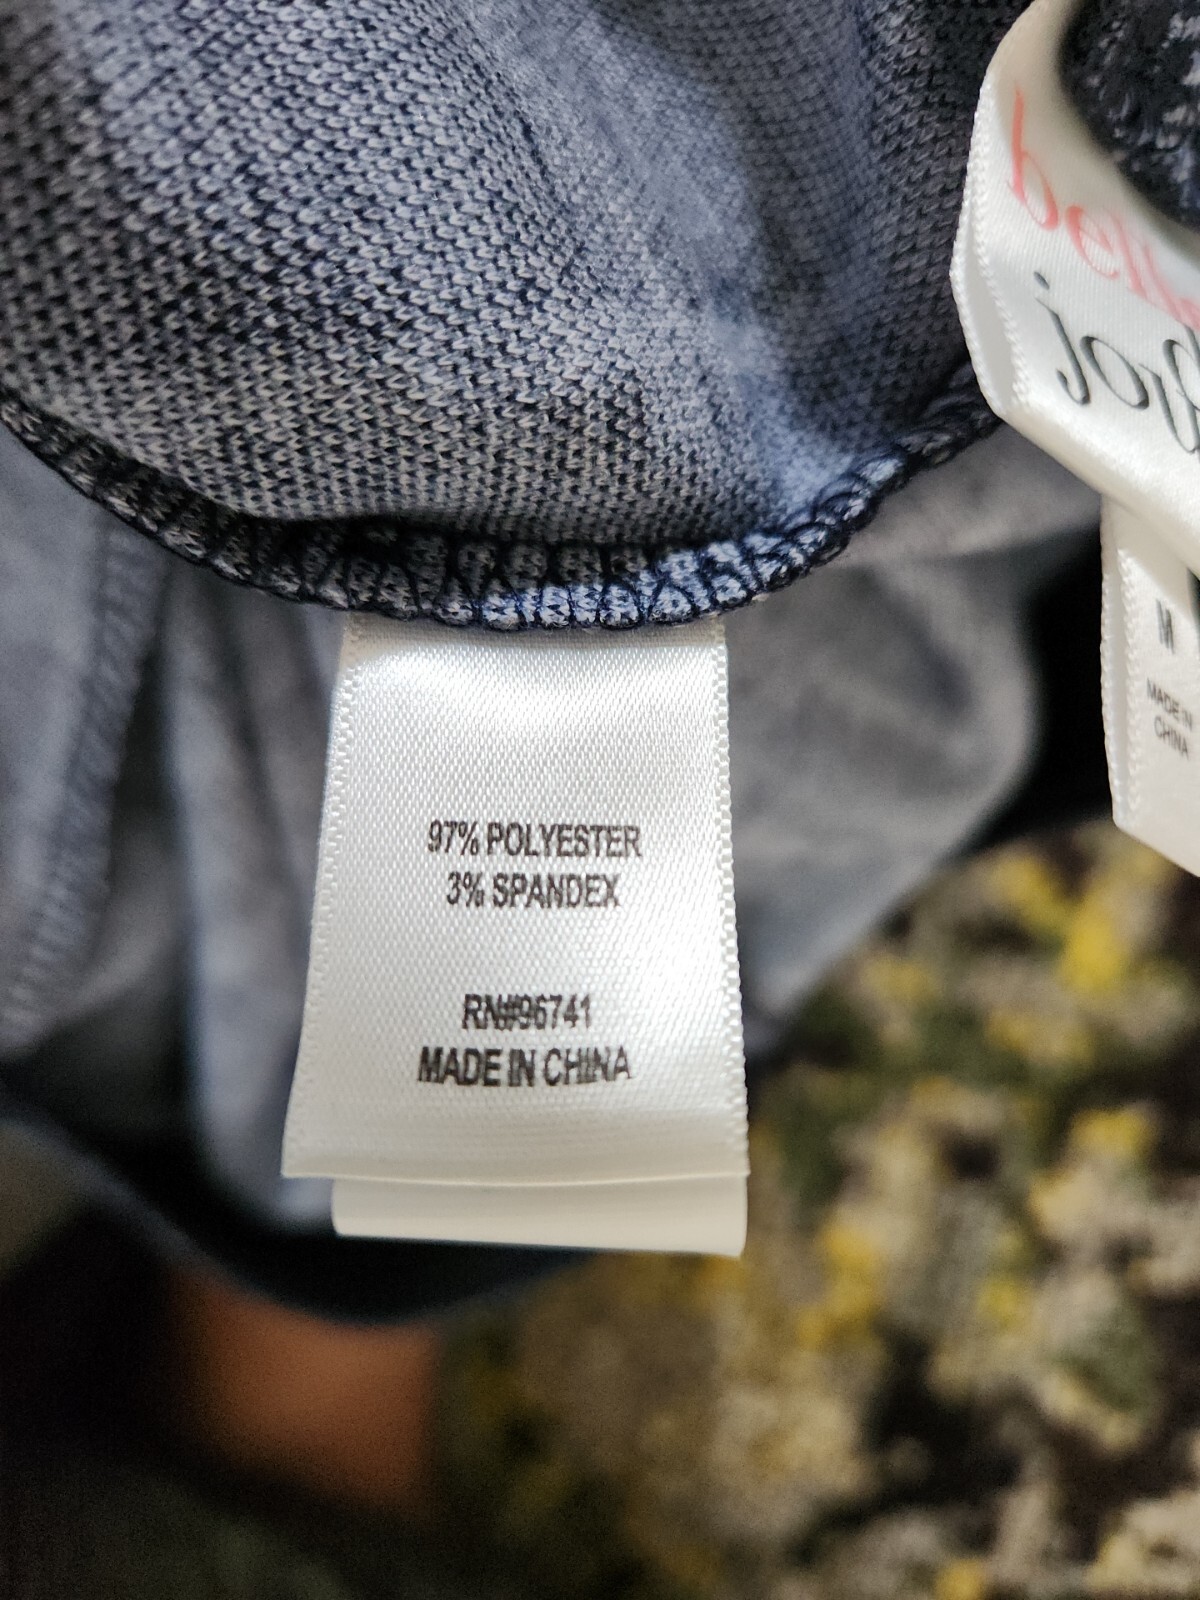 97% POLYESTER
3% SPANDEX
RN#96741
MADE IN CHINA
M
MADE IN
CHINA